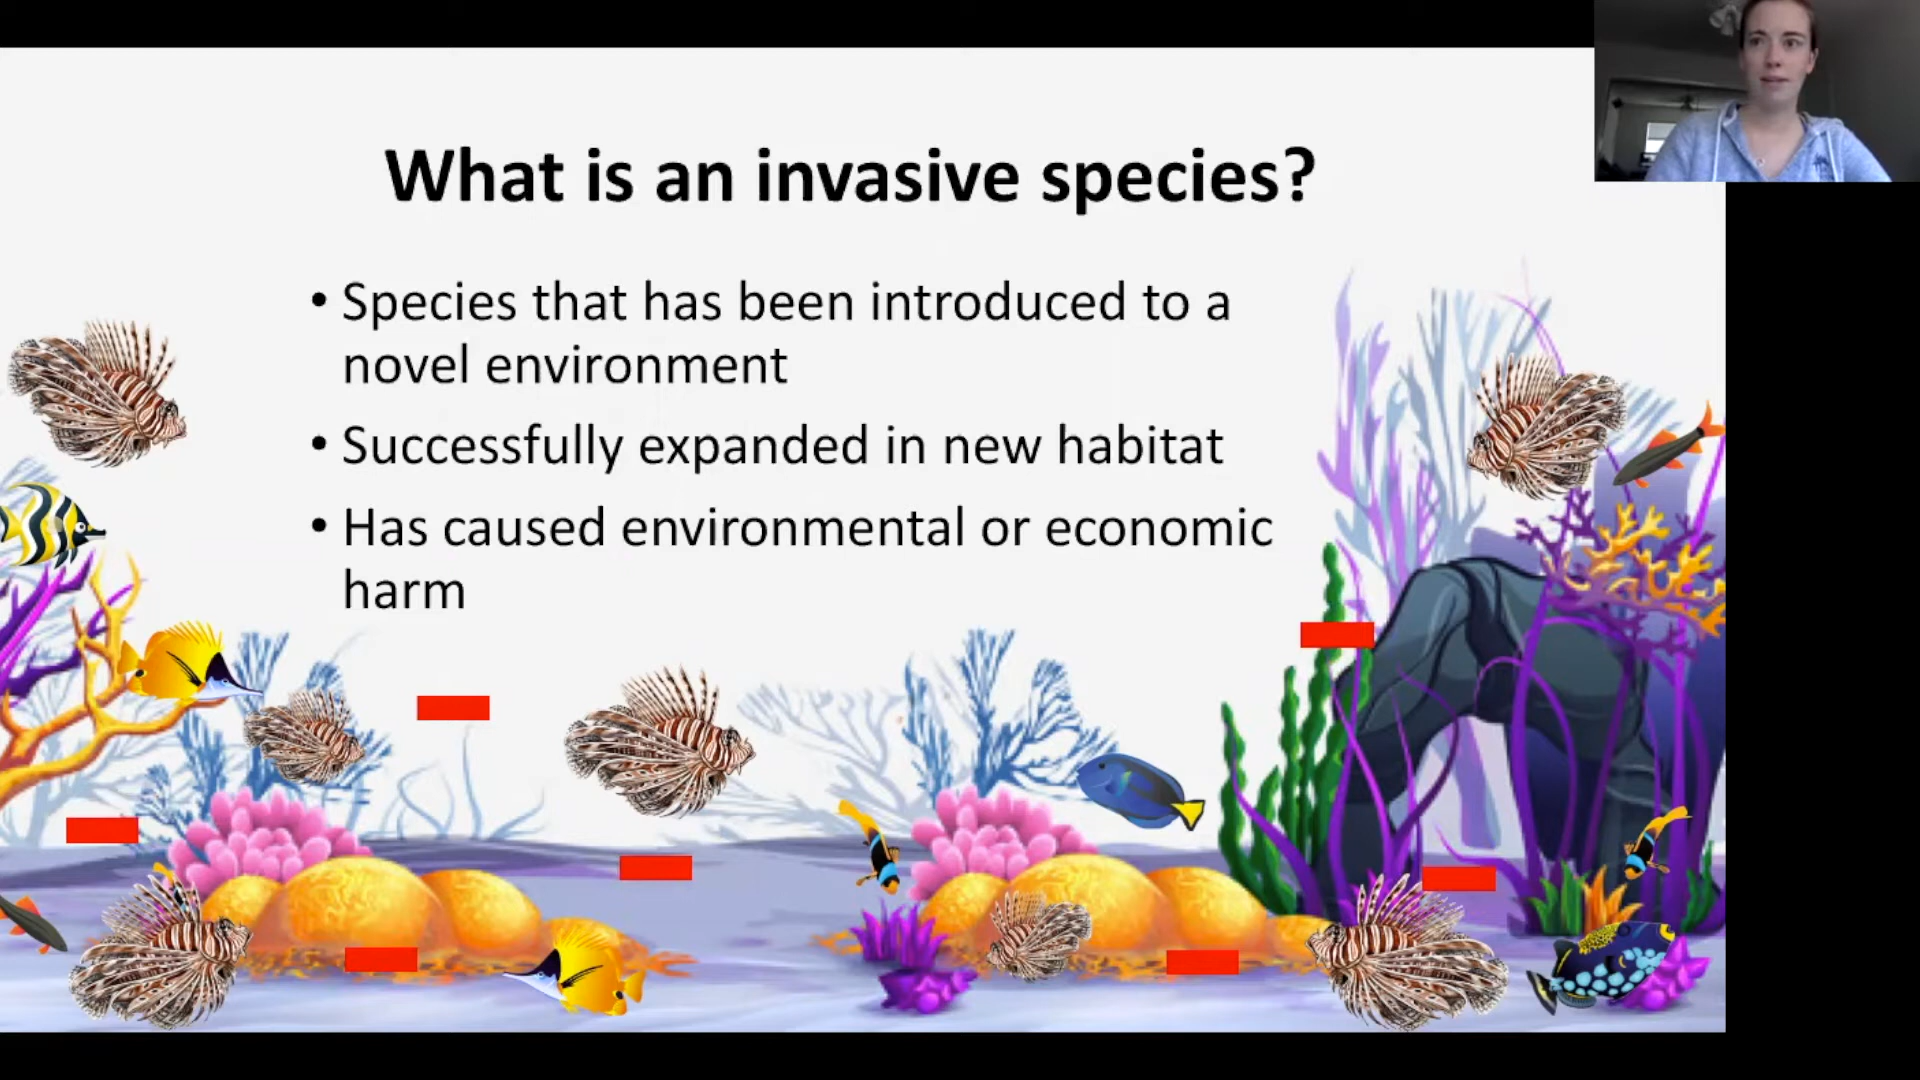 What is an invasive species?
• Species that has been introduced to a
novel environment
• Successfully expanded in new habitat
• Has caused environmental or economic
harm